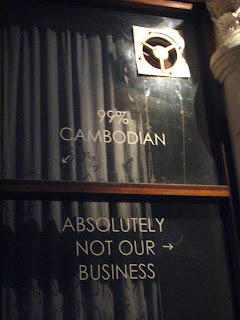 99%
CAMBODIAN
↙
ABSOLUTELY
NOT OUR →
BUSINESS